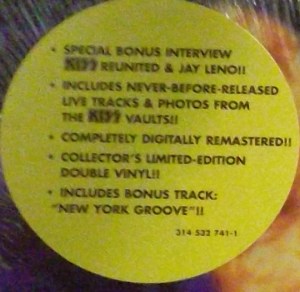 • SPECIAL BONUS INTERVIEW
KISS REUNITED & JAY LENO!!
• INCLUDES NEVER-BEFORE-RELEASED
LIVE TRACKS & PHOTOS FROM
THE KISS VAULTS!!
• COMPLETELY DIGITALLY REMASTERED!!
• COLLECTOR'S LIMITED-EDITION
DOUBLE VINYL!!
• INCLUDES BONUS TRACK:
"NEW YORK GROOVE"!!
314 532 741-1